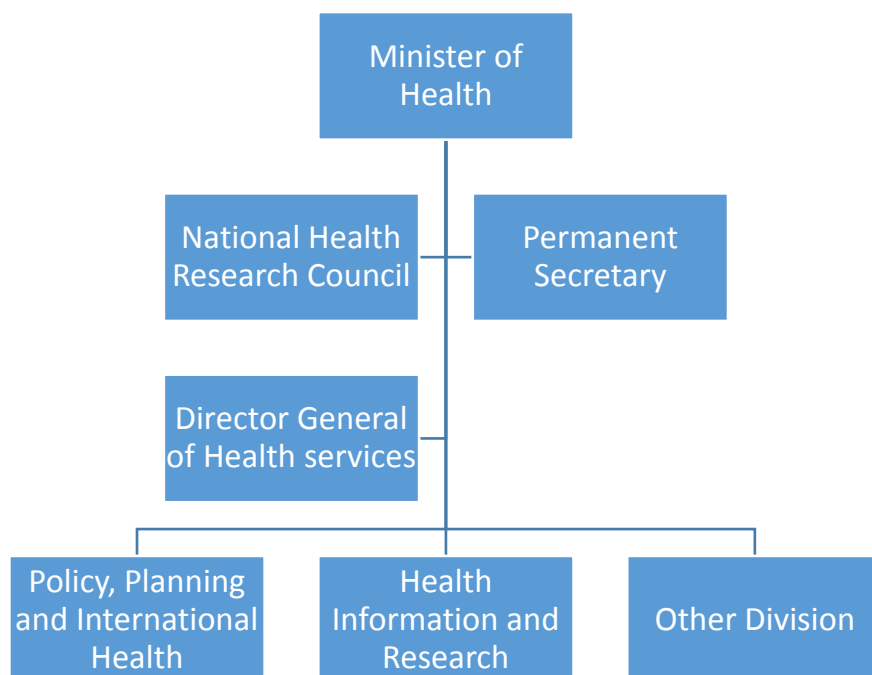 Minister of
Health
National Health
Research Council
Permanent
Secretary
Director General
of Health services
Policy, Planning
and International
Health
Health
Information and
Research
Other Division